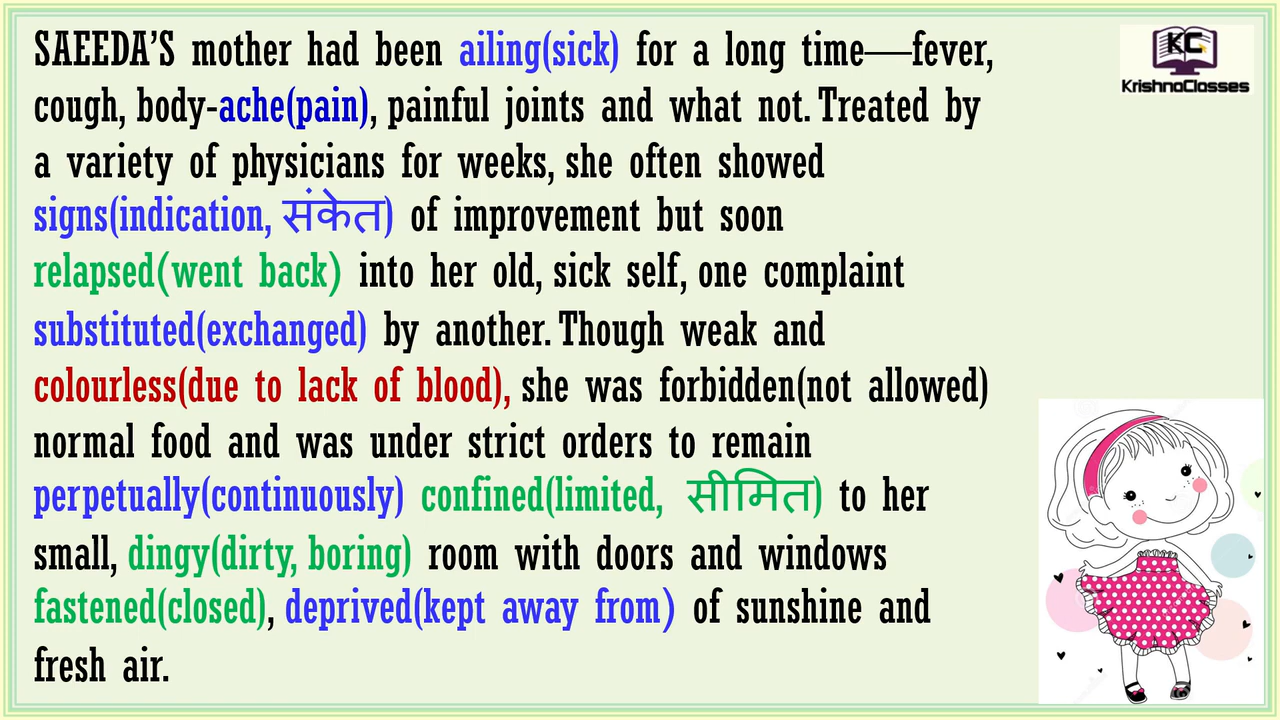 SAEEDA'S mother had been ailing(sick) for a long time—fever,
cough, body-ache(pain), painful joints and what not. Treated by
a variety of physicians for weeks, she often showed
signs(indication, संकेत) of improvement but soon
relapsed(went back) into her old, sick self, one complaint
substituted(exchanged) by another. Though weak and
colourless(due to lack of blood), she was forbidden(not allowed)
normal food and was under strict orders to remain
perpetually(continuously) confined(limited, सीमित) to her
small, dingy(dirty, boring) room with doors and windows
fastened(closed), deprived(kept away from) of sunshine and
fresh air.
KC
KrishnaClasses